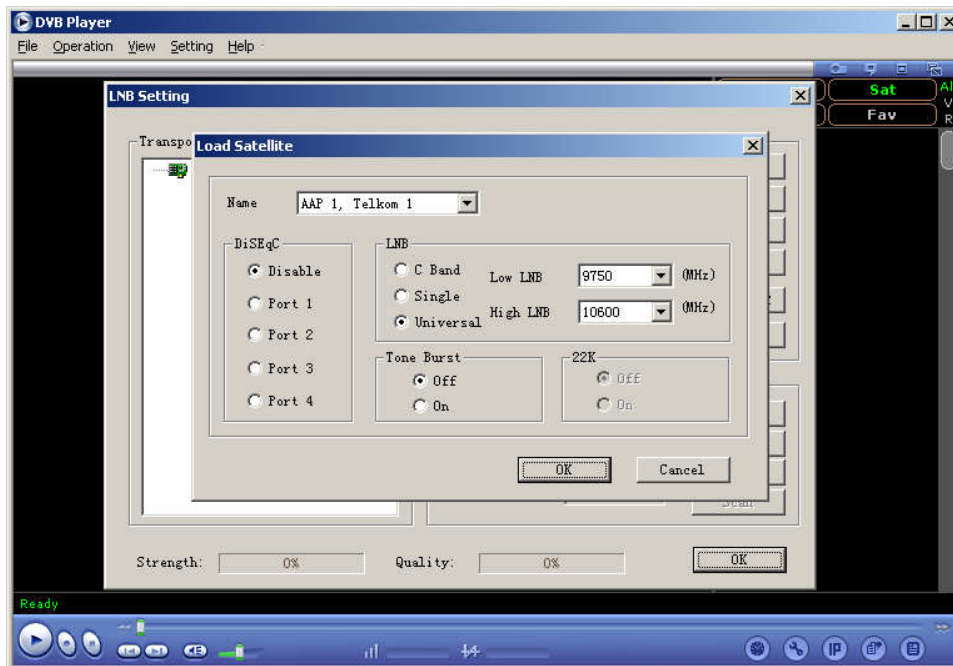 DVB Player
File Operation View Setting Help
Sat
Fav
LNB Setting
Transpo
Load Satellite
Name AAP 1, Telkom 1
DiSEqC
Disable
Port 1
Port 2
Port 3
Port 4
LNB
C Band
Single
Universal
Low LNB 9750 (MHz)
High LNB 10600 (MHz)
Tone Burst
Off
On
22K
Off
On
OK Cancel
Scan
Strength: 0% Quality: 0% OK
Ready